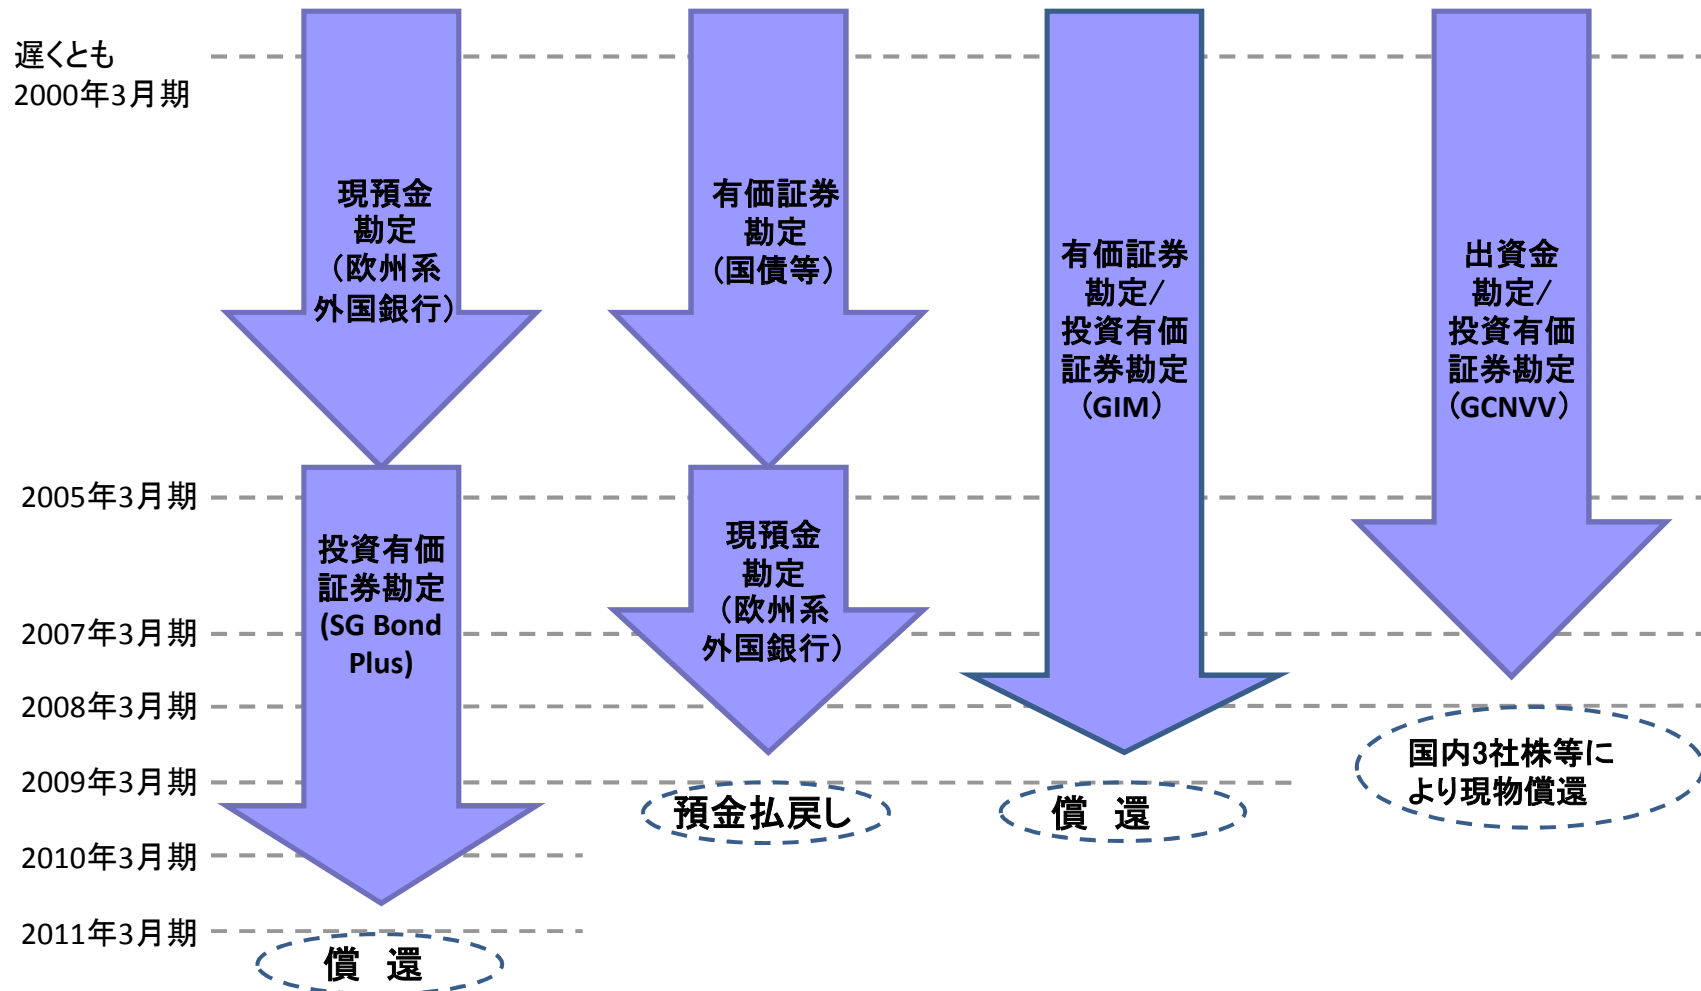 遅くとも
2000年3月期
現預金
勘定
（欧州系
外国銀行）
有価証券
勘定
（国債等）
有価証券
勘定/
投資有価
証券勘定
（GIM）
出資金
勘定/
投資有価
証券勘定
（GCNVV）
2005年3月期
投資有価
証券勘定
(SG Bond
Plus)
現預金
勘定
（欧州系
外国銀行）
2007年3月期
2008年3月期
国内3社株等に
より現物償還
2009年3月期
預金払戻し
償　還
2010年3月期
2011年3月期
償　還